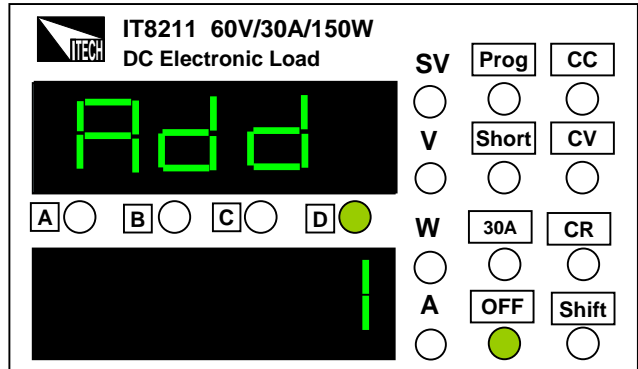 ITECH IT8211 60V/30A/150W
DC Electronic Load
SV Prog CC
Add
V Short CV
A B C D
W 30A CR
1
A OFF Shift